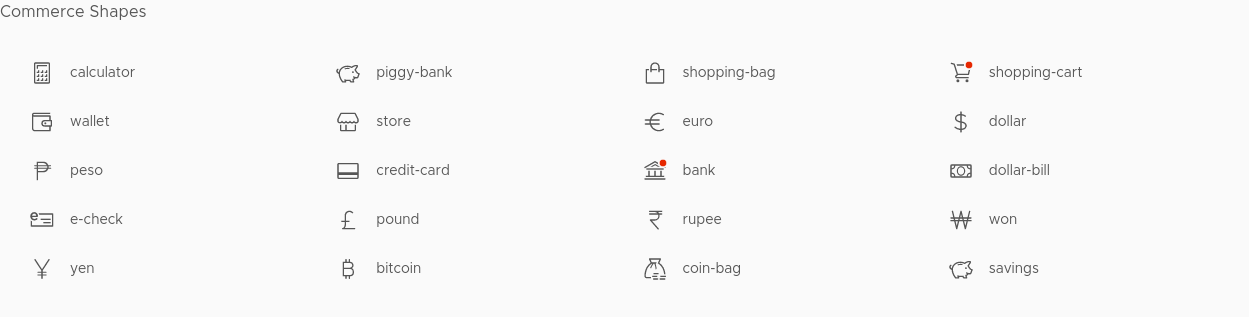 Commerce Shapes
calculator piggy-bank shopping-bag shopping-cart
wallet store euro dollar
peso credit-card bank dollar-bill
e-check pound rupee won
yen bitcoin coin-bag savings